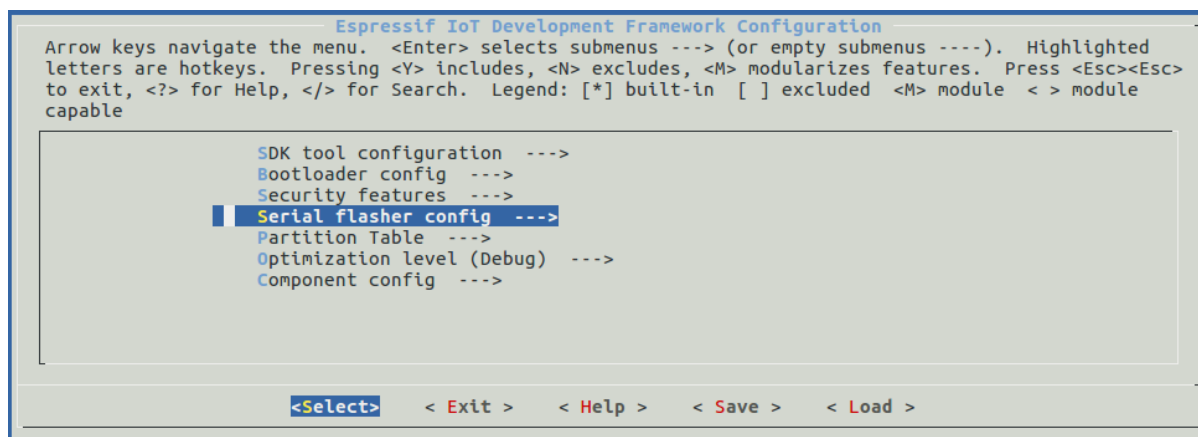 Espressif IoT Development Framework Configuration
Arrow keys navigate the menu.  <Enter> selects submenus ---> (or empty submenus ----).  Highlighted
letters are hotkeys.  Pressing <Y> includes, <N> excludes, <M> modularizes features.  Press <Esc><Esc>
to exit, <?> for Help, </> for Search.  Legend: [*] built-in  [ ] excluded  <M> module  < > module
capable
SDK tool configuration  --->
Bootloader config  --->
Security features  --->
Serial flasher config  --->
Partition Table  --->
Optimization level (Debug)  --->
Component config  --->
<Select>    < Exit >    < Help >    < Save >    < Load >